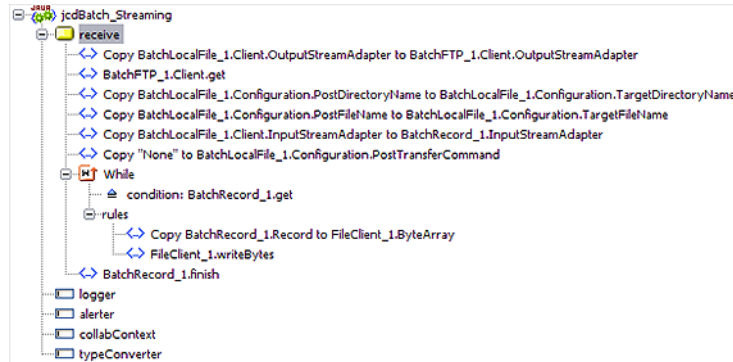 JAVA
jcdBatch_Streaming
receive
Copy BatchLocalFile_1.Client.OutputStreamAdapter to BatchFTP_1.Client.OutputStreamAdapter
BatchFTP_1.Client.get
Copy BatchLocalFile_1.Configuration.PostDirectoryName to BatchLocalFile_1.Configuration.TargetDirectoryName
Copy BatchLocalFile_1.Configuration.PostFileName to BatchLocalFile_1.Configuration.TargetFileName
Copy BatchLocalFile_1.Client.InputStreamAdapter to BatchRecord_1.InputStreamAdapter
Copy "None" to BatchLocalFile_1.Configuration.PostTransferCommand
While
condition: BatchRecord_1.get
rules
Copy BatchRecord_1.Record to FileClient_1.ByteArray
FileClient_1.writeBytes
BatchRecord_1.finish
logger
alerter
collabContext
typeConverter